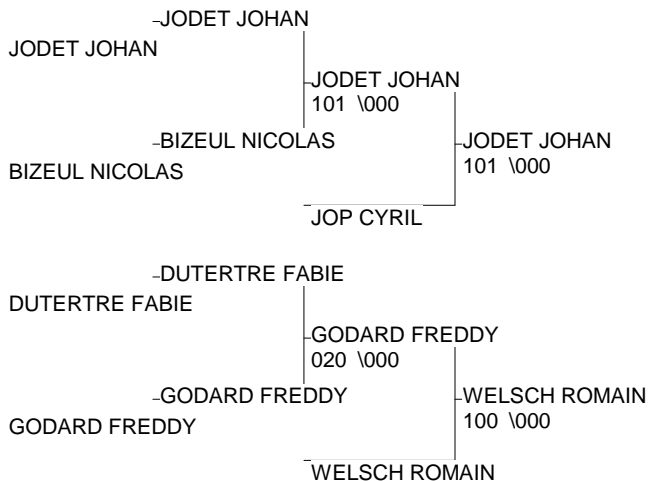 JODET JOHAN
JODET JOHAN
JODET JOHAN
101 \000
BIZEUL NICOLAS
JODET JOHAN
101 \000
BIZEUL NICOLAS
JOP CYRIL
DUTERTRE FABIE
DUTERTRE FABIE
GODARD FREDDY
020 \000
GODARD FREDDY
WELSCH ROMAIN
100 \000
GODARD FREDDY
WELSCH ROMAIN